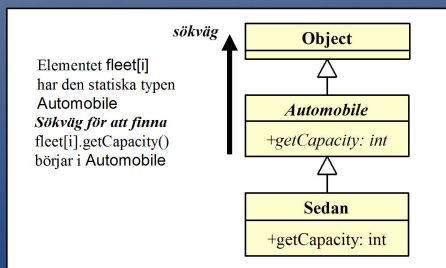 sökväg
Elementet fleet[i]
har den statiska typen
Automobile
Sökväg för att finna
fleet[i].getCapacity()
börjar i Automobile
Object
Automobile
+getCapacity: int
Sedan
+getCapacity: int